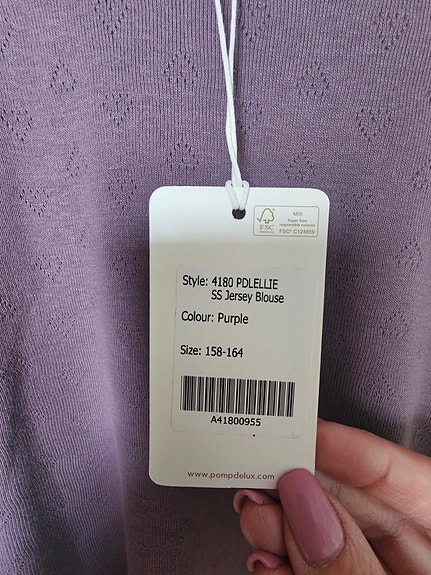 FSC
MIX
Paper from
responsible sources
FSC® C124659
Style: 4180 PDLELLIE
SS Jersey Blouse
Colour: Purple
Size: 158-164
A41800955
www.pompdelux.com